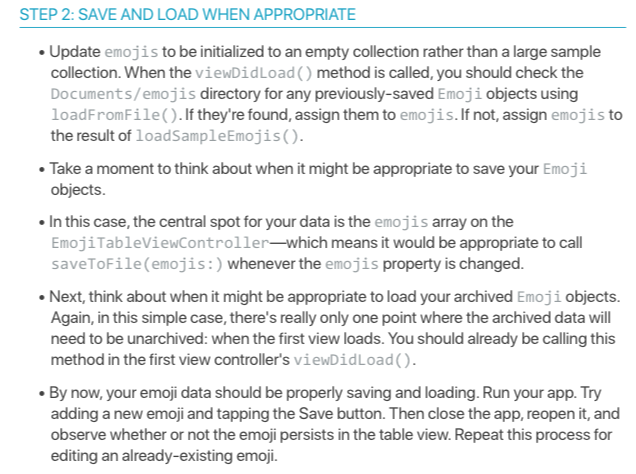 STEP 2: SAVE AND LOAD WHEN APPROPRIATE
• Update emojis to be initialized to an empty collection rather than a large sample
collection. When the viewDidLoad() method is called, you should check the
Documents/emojis directory for any previously-saved Emoji objects using
loadFromFile(). If they're found, assign them to emojis. If not, assign emojis to
the result of loadSampleEmojis().
• Take a moment to think about when it might be appropriate to save your Emoji
objects.
• In this case, the central spot for your data is the emojis array on the
EmojiTableViewController—which means it would be appropriate to call
saveToFile(emojis:) whenever the emojis property is changed.
• Next, think about when it might be appropriate to load your archived Emoji objects.
Again, in this simple case, there's really only one point where the archived data will
need to be unarchived: when the first view loads. You should already be calling this
method in the first view controller's viewDidLoad().
• By now, your emoji data should be properly saving and loading. Run your app. Try
adding a new emoji and tapping the Save button. Then close the app, reopen it, and
observe whether or not the emoji persists in the table view. Repeat this process for
editing an already-existing emoji.